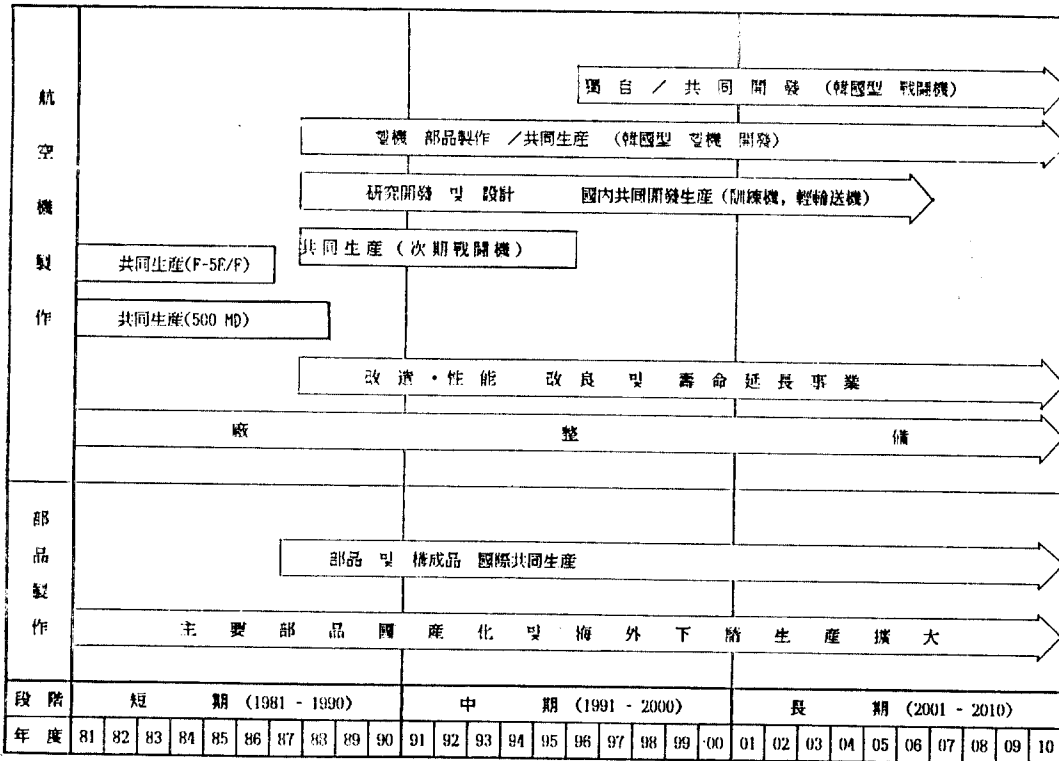 航空機製作
獨自 / 共同開發 (韓國型 戰鬪機)
헬機 部品製作 / 共同生産 (韓國型 헬機 開發)
研究開發 및 設計 國內共同開發生産 (訓練機, 輕輸送機)
共同生産 (次期戰鬪機)
共同生産(F-5E/F)
共同生産(500 MD)
改造・性能 改良 및 壽命延長事業
廠 整 備
部品製作
部品 및 構成品 國際共同生産
主要部品國産化및海外下請生産擴大
段階 短期 (1981 - 1990) 中期 (1991 - 2000) 長期 (2001 - 2010)
年度 81 82 83 84 85 86 87 88 89 90 91 92 93 94 95 96 97 98 99 '00 01 02 03 04 05 06 07 08 09 10